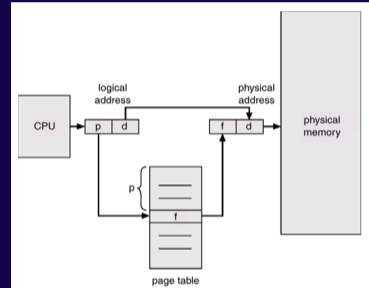 logical
address
physical
address
CPU
p d
f d
physical
memory
p
f
page table